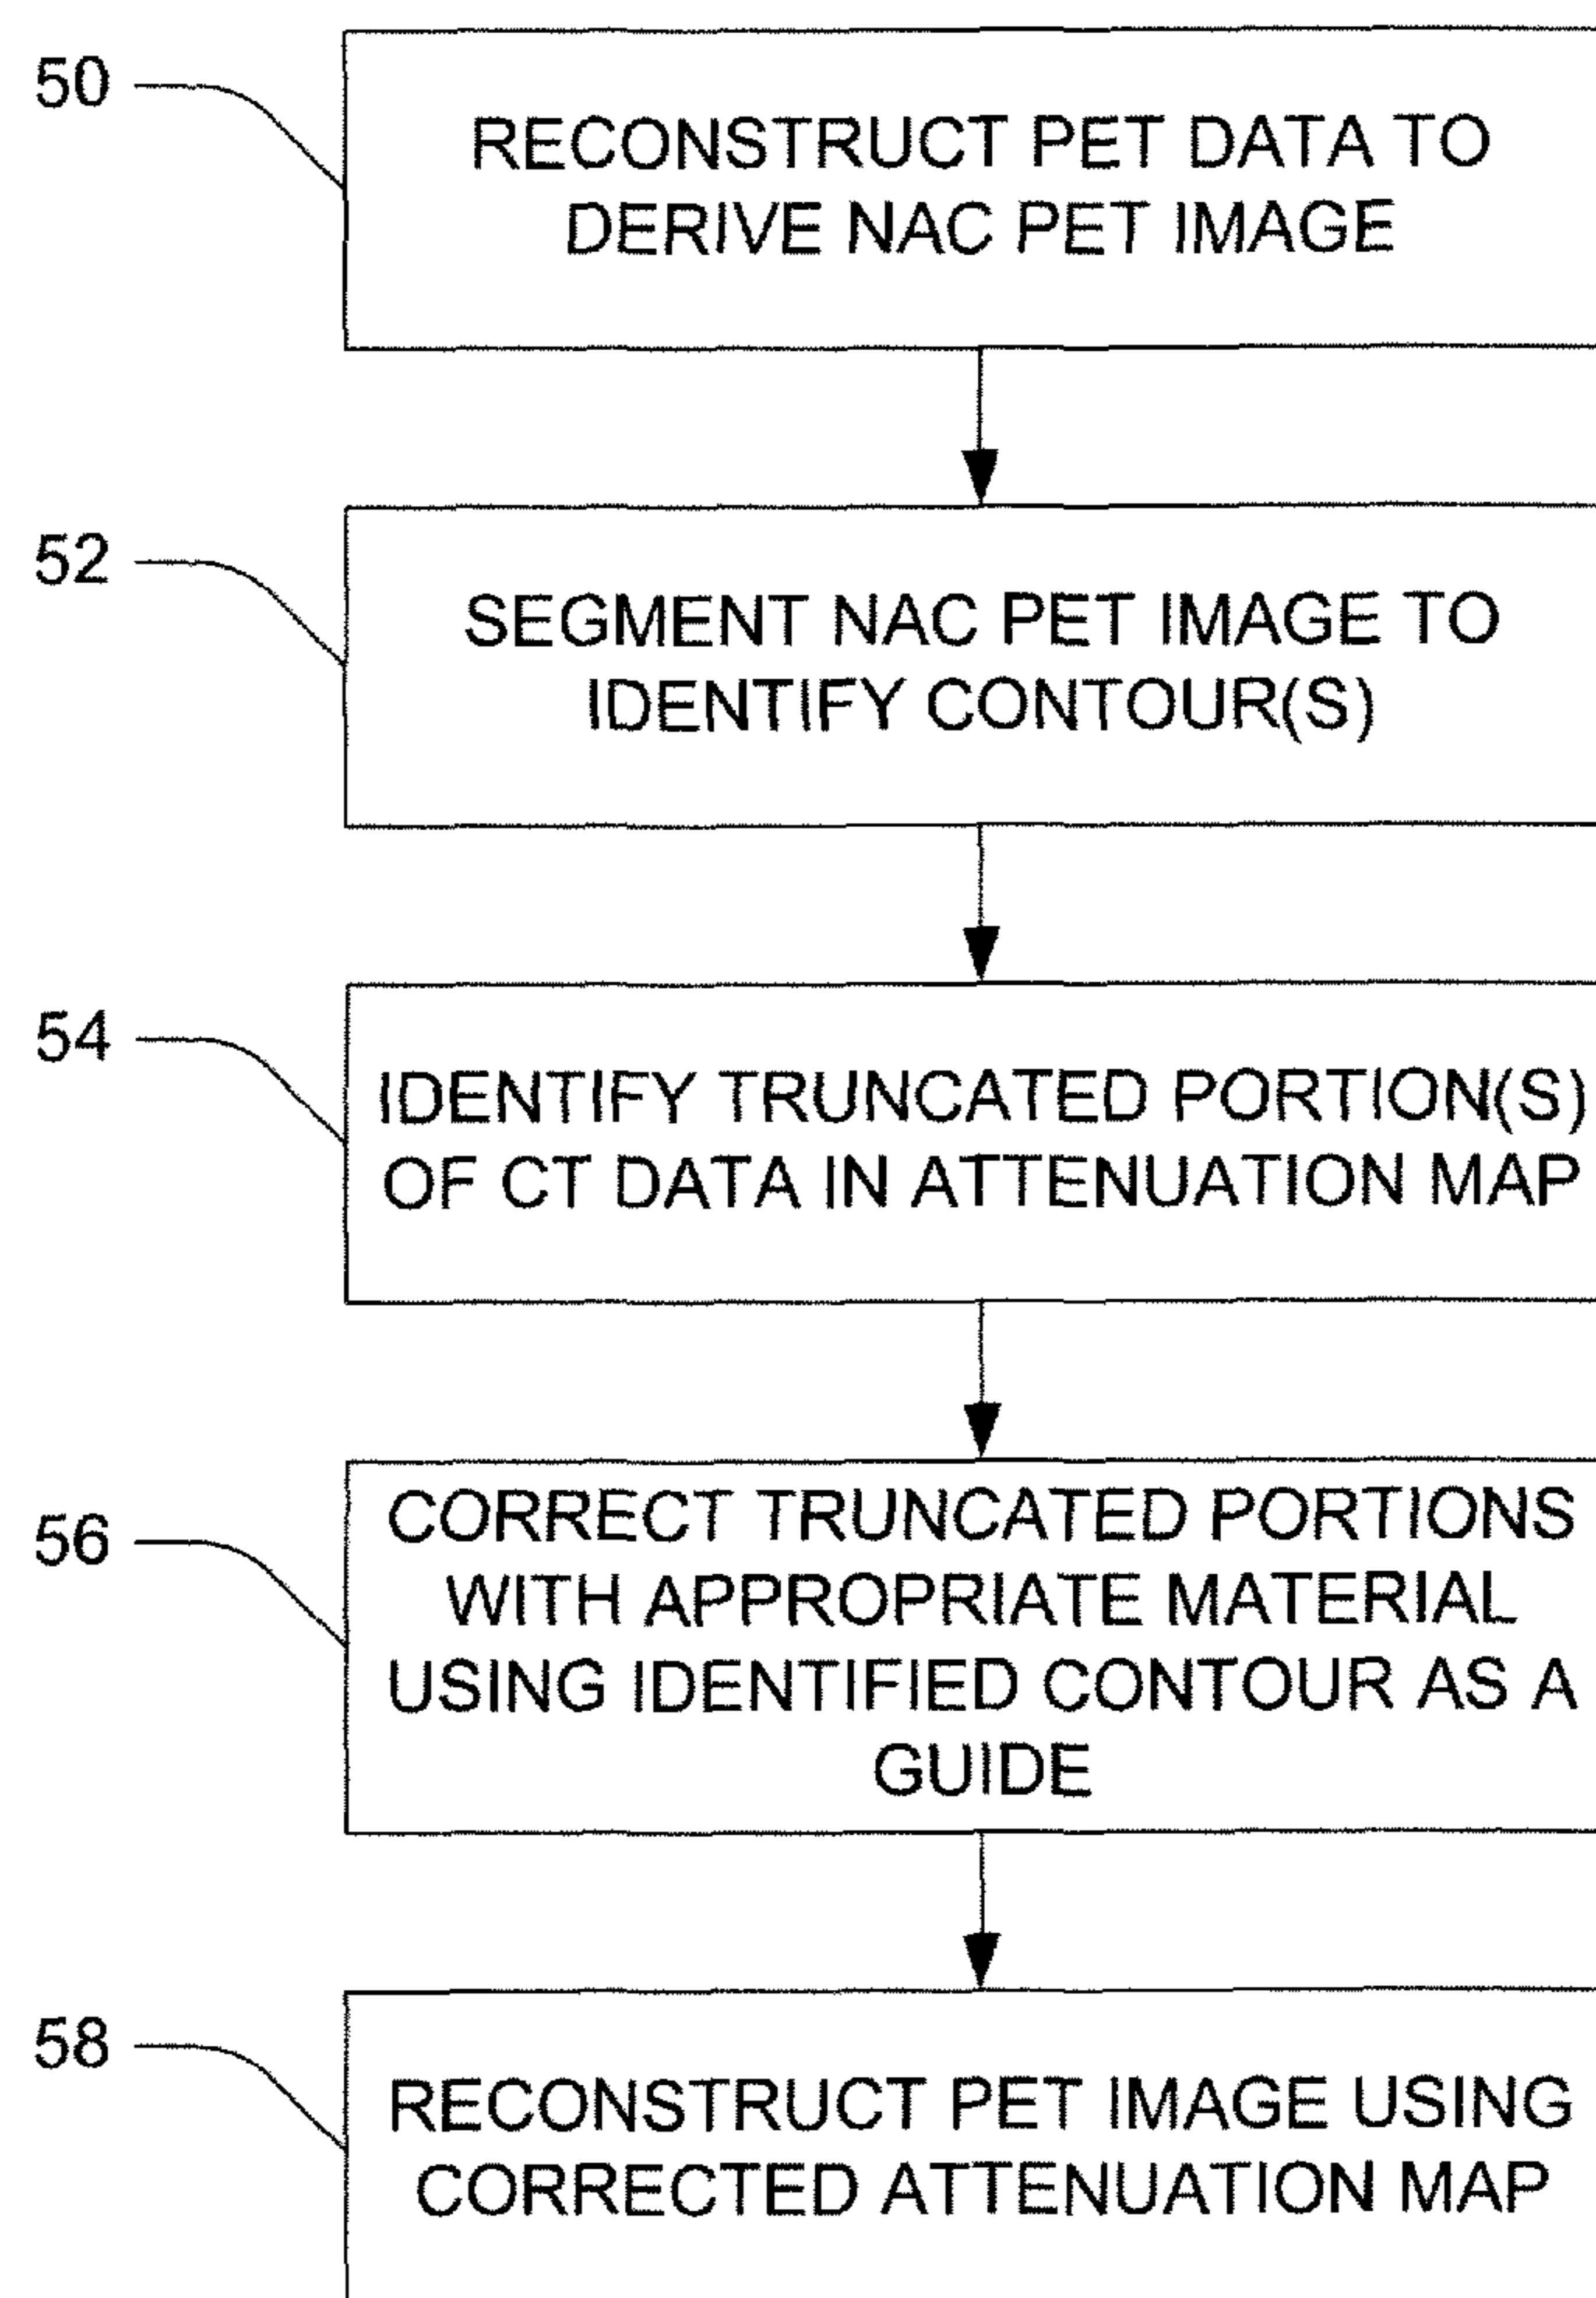 50
RECONSTRUCT PET DATA TO
DERIVE NAC PET IMAGE
52
SEGMENT NAC PET IMAGE TO
IDENTIFY CONTOUR(S)
54
IDENTIFY TRUNCATED PORTION(S)
OF CT DATA IN ATTENUATION MAP
56
CORRECT TRUNCATED PORTIONS
WITH APPROPRIATE MATERIAL
USING IDENTIFIED CONTOUR AS A
GUIDE
58
RECONSTRUCT PET IMAGE USING
CORRECTED ATTENUATION MAP